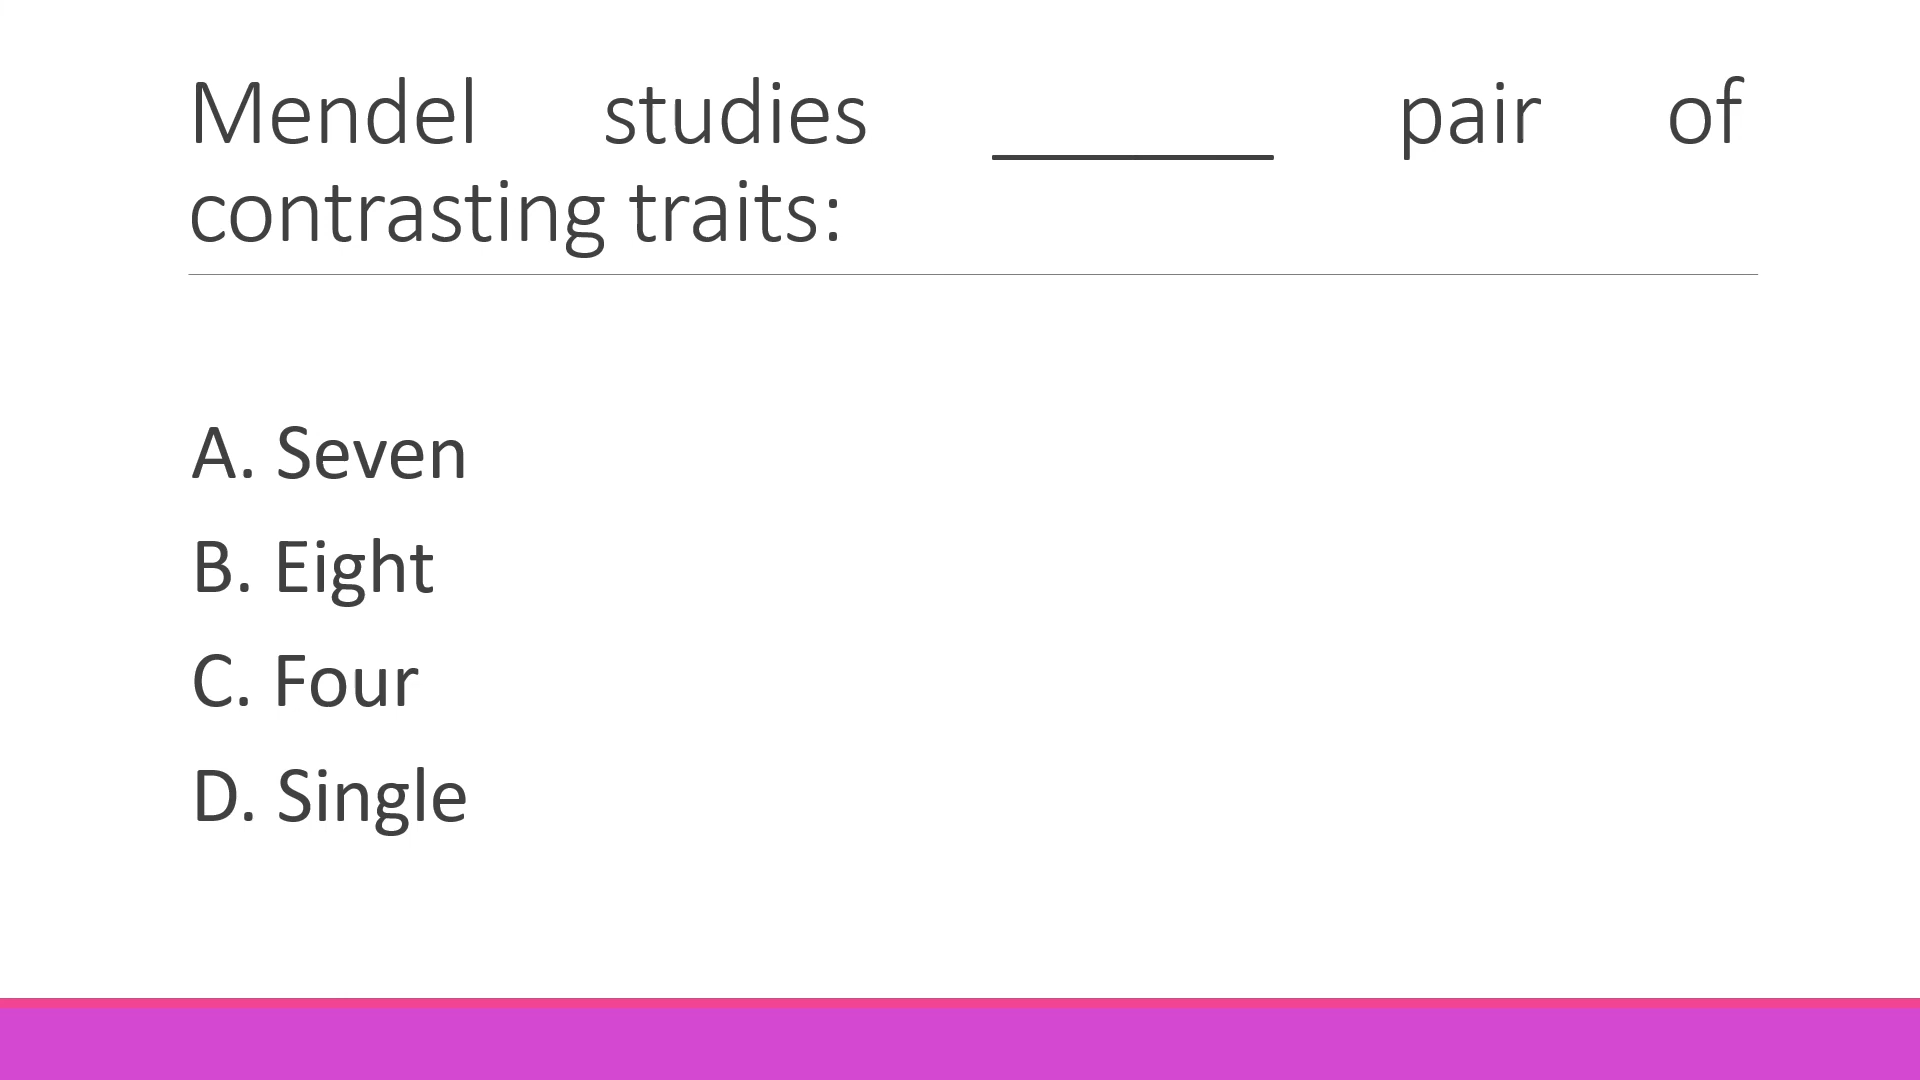 Mendel studies _______ pair of
contrasting traits:
A. Seven
B. Eight
C. Four
D. Single